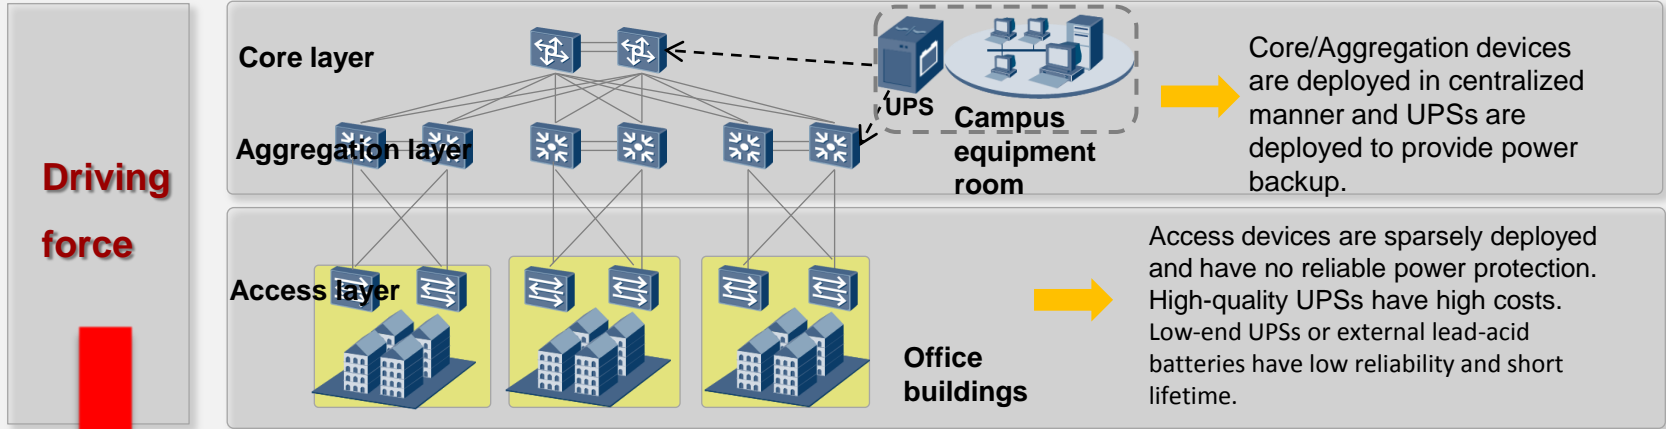 Driving
force
Core layer
Aggregation layer
UPS
Campus
equipment
room
Core/Aggregation devices
are deployed in centralized
manner and UPSs are
deployed to provide power
backup.
Access layer
Office
buildings
Access devices are sparsely deployed
and have no reliable power protection.
High-quality UPSs have high costs.
Low-end UPSs or external lead-acid
batteries have low reliability and short
lifetime.